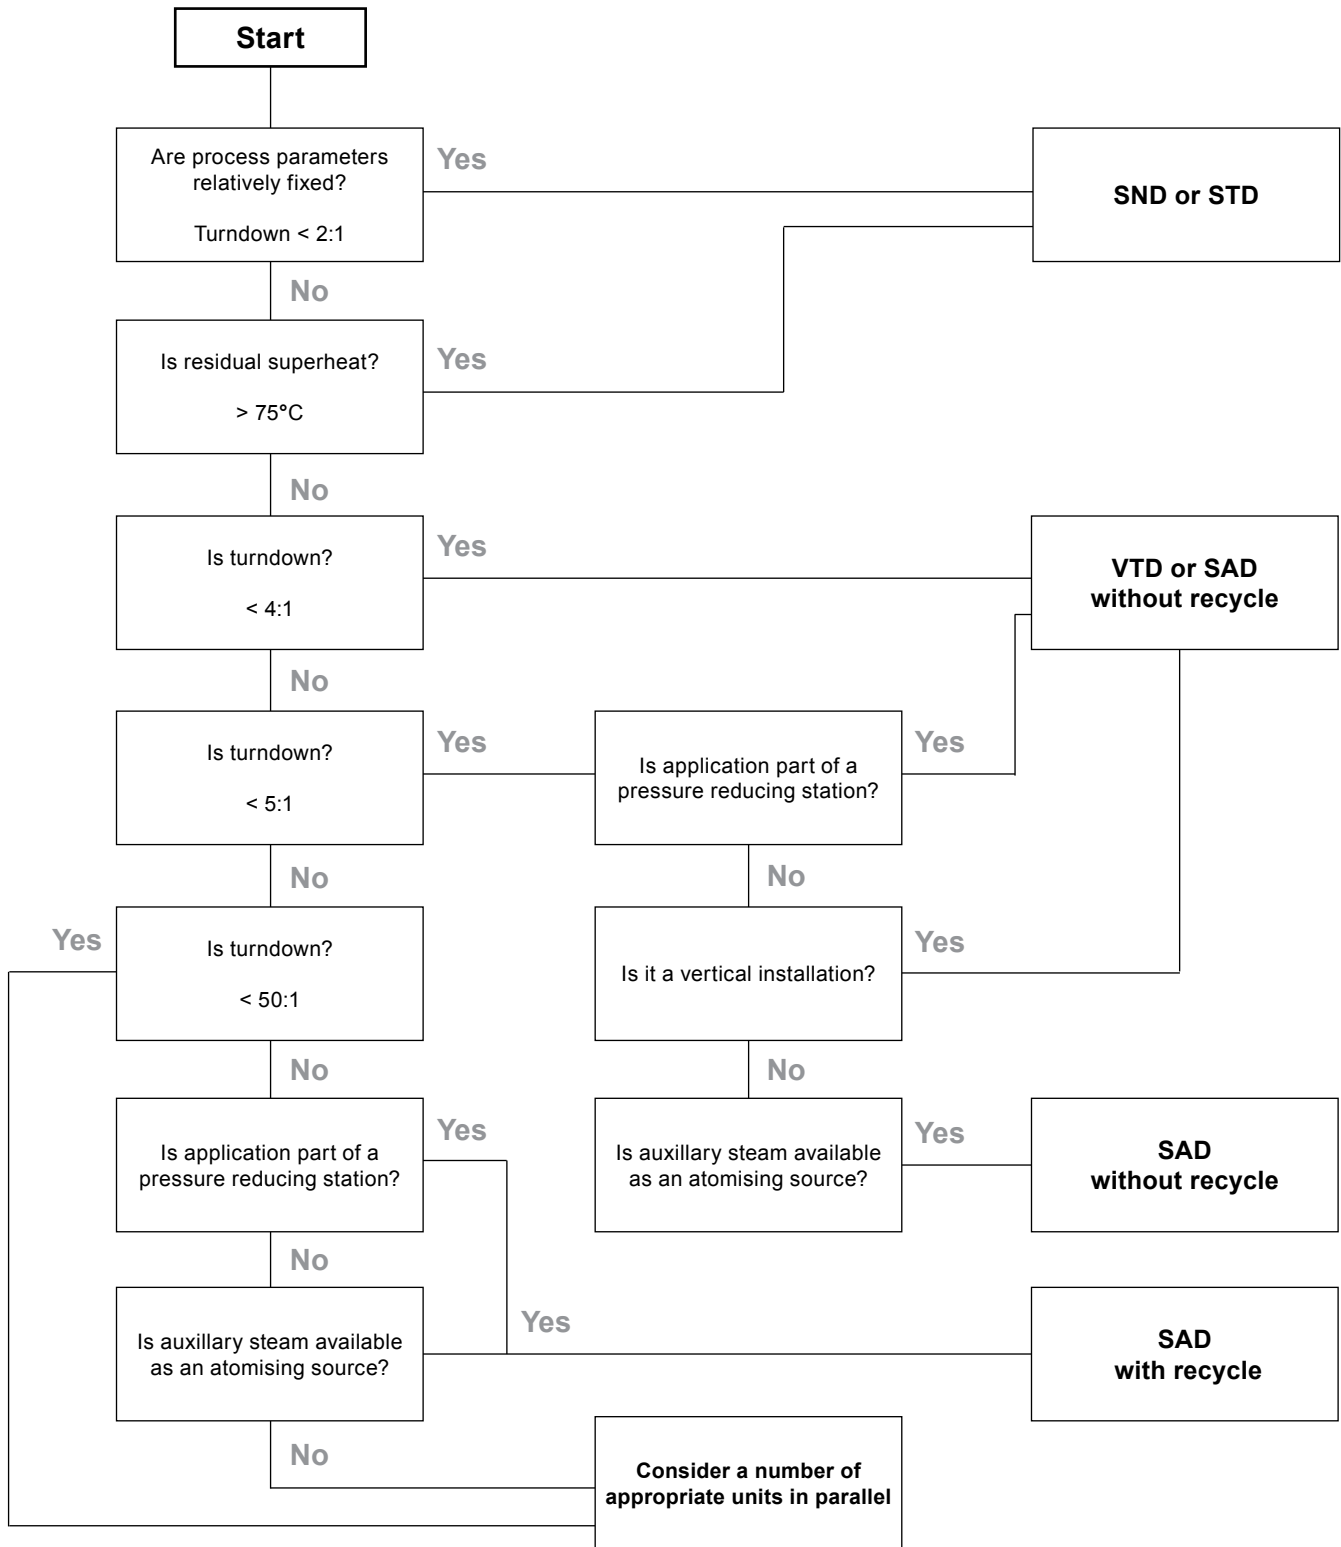 Start
Are process parameters
relatively fixed?
Turndown < 2:1
Yes
SND or STD
No
Is residual superheat?
> 75°C
Yes
No
Is turndown?
< 4:1
Yes
VTD or SAD
without recycle
No
Is turndown?
< 5:1
Yes
Is application part of a
pressure reducing station?
Yes
No
No
Yes
Is turndown?
< 50:1
Is it a vertical installation?
Yes
No
No
Is application part of a
pressure reducing station?
Yes
Is auxillary steam available
as an atomising source?
Yes
SAD
without recycle
No
Is auxillary steam available
as an atomising source?
Yes
SAD
with recycle
No
Consider a number of
appropriate units in parallel